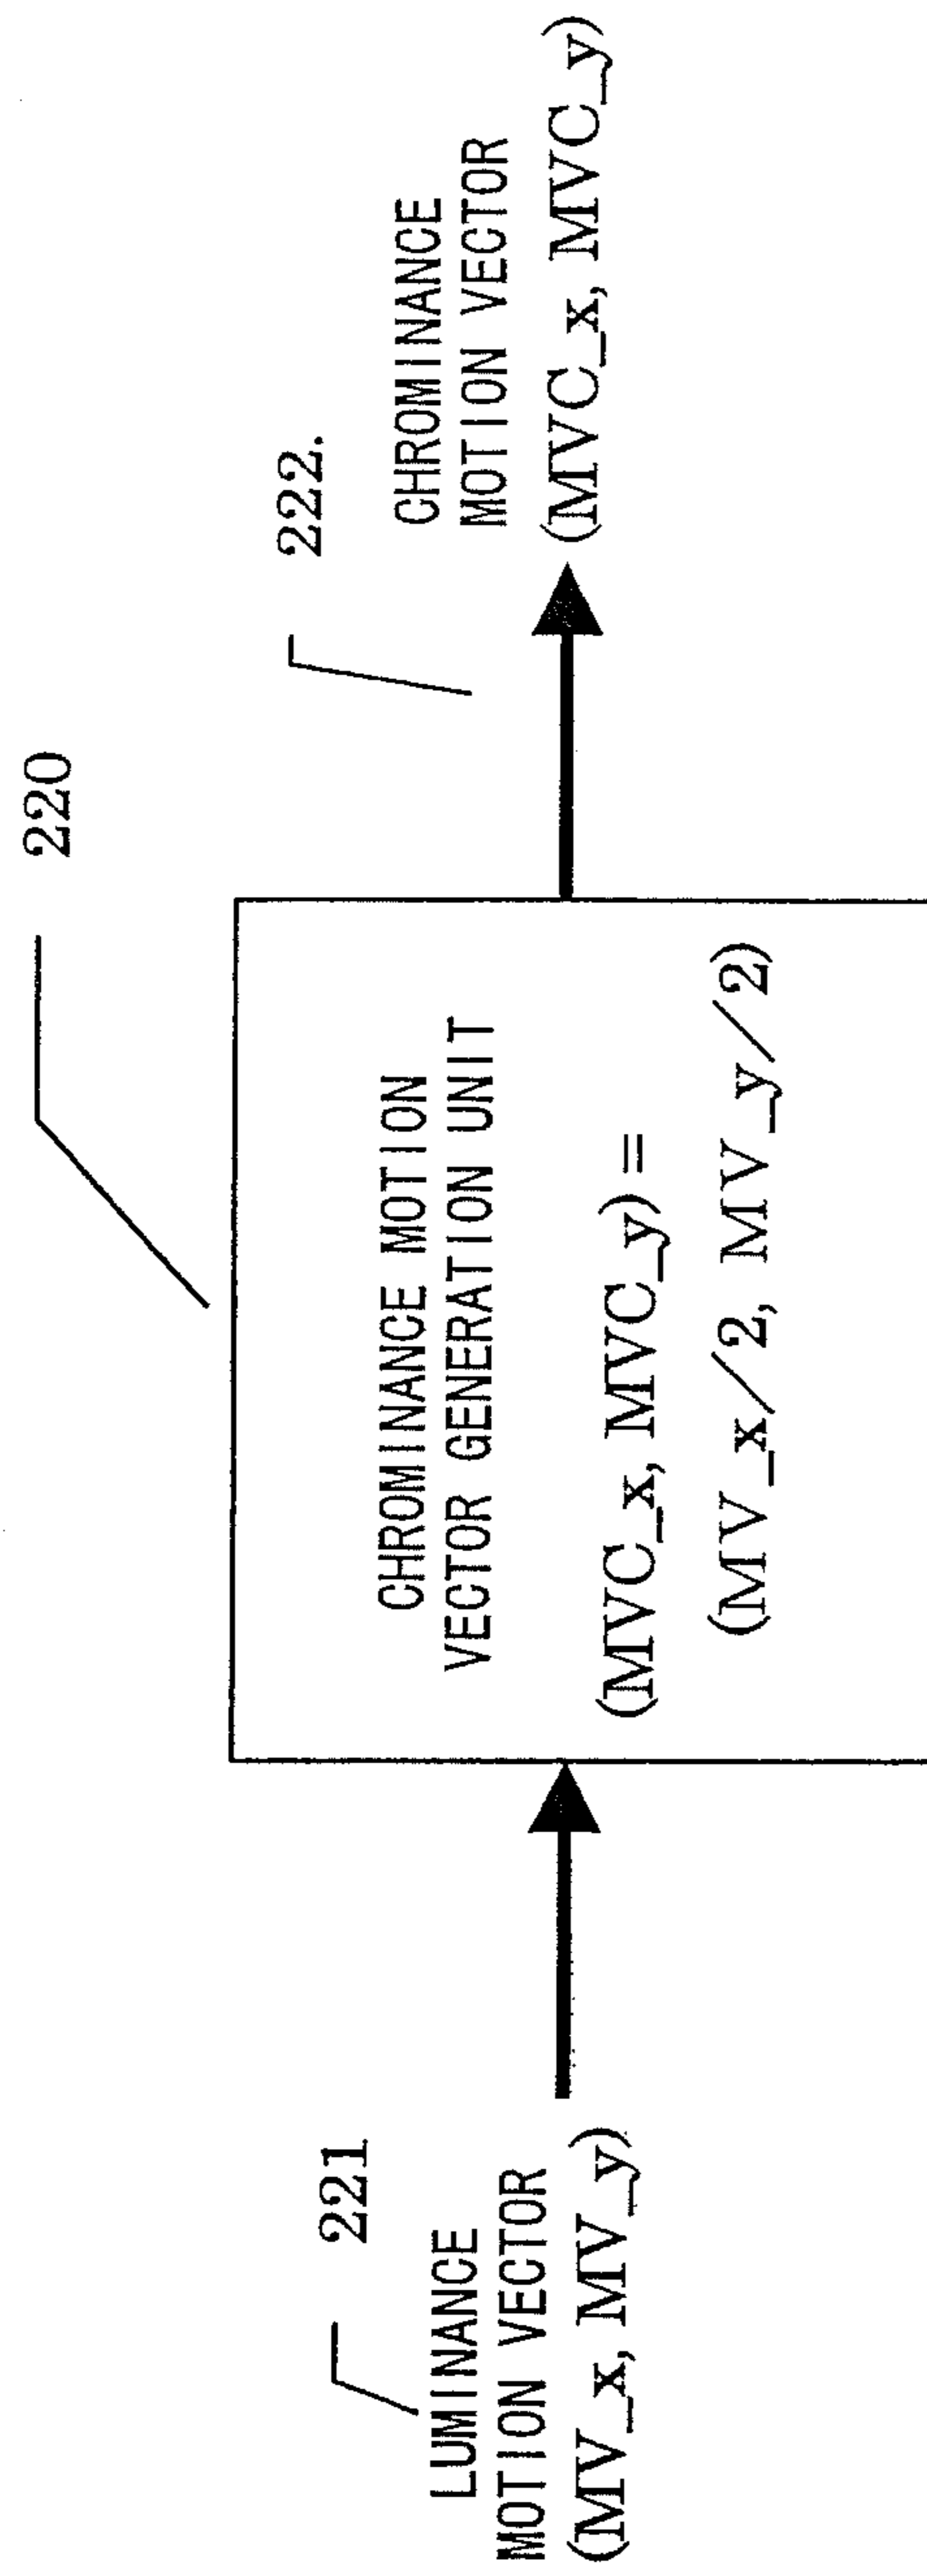 220
221
LUMINANCE
MOTION VECTOR
(MV_x, MV_y)
CHROMINANCE MOTION
VECTOR GENERATION UNIT
(MVC_x, MVC_y) =
(MV_x/2, MV_y/2)
222.
CHROMINANCE
MOTION VECTOR
(MVC_x, MVC_y)